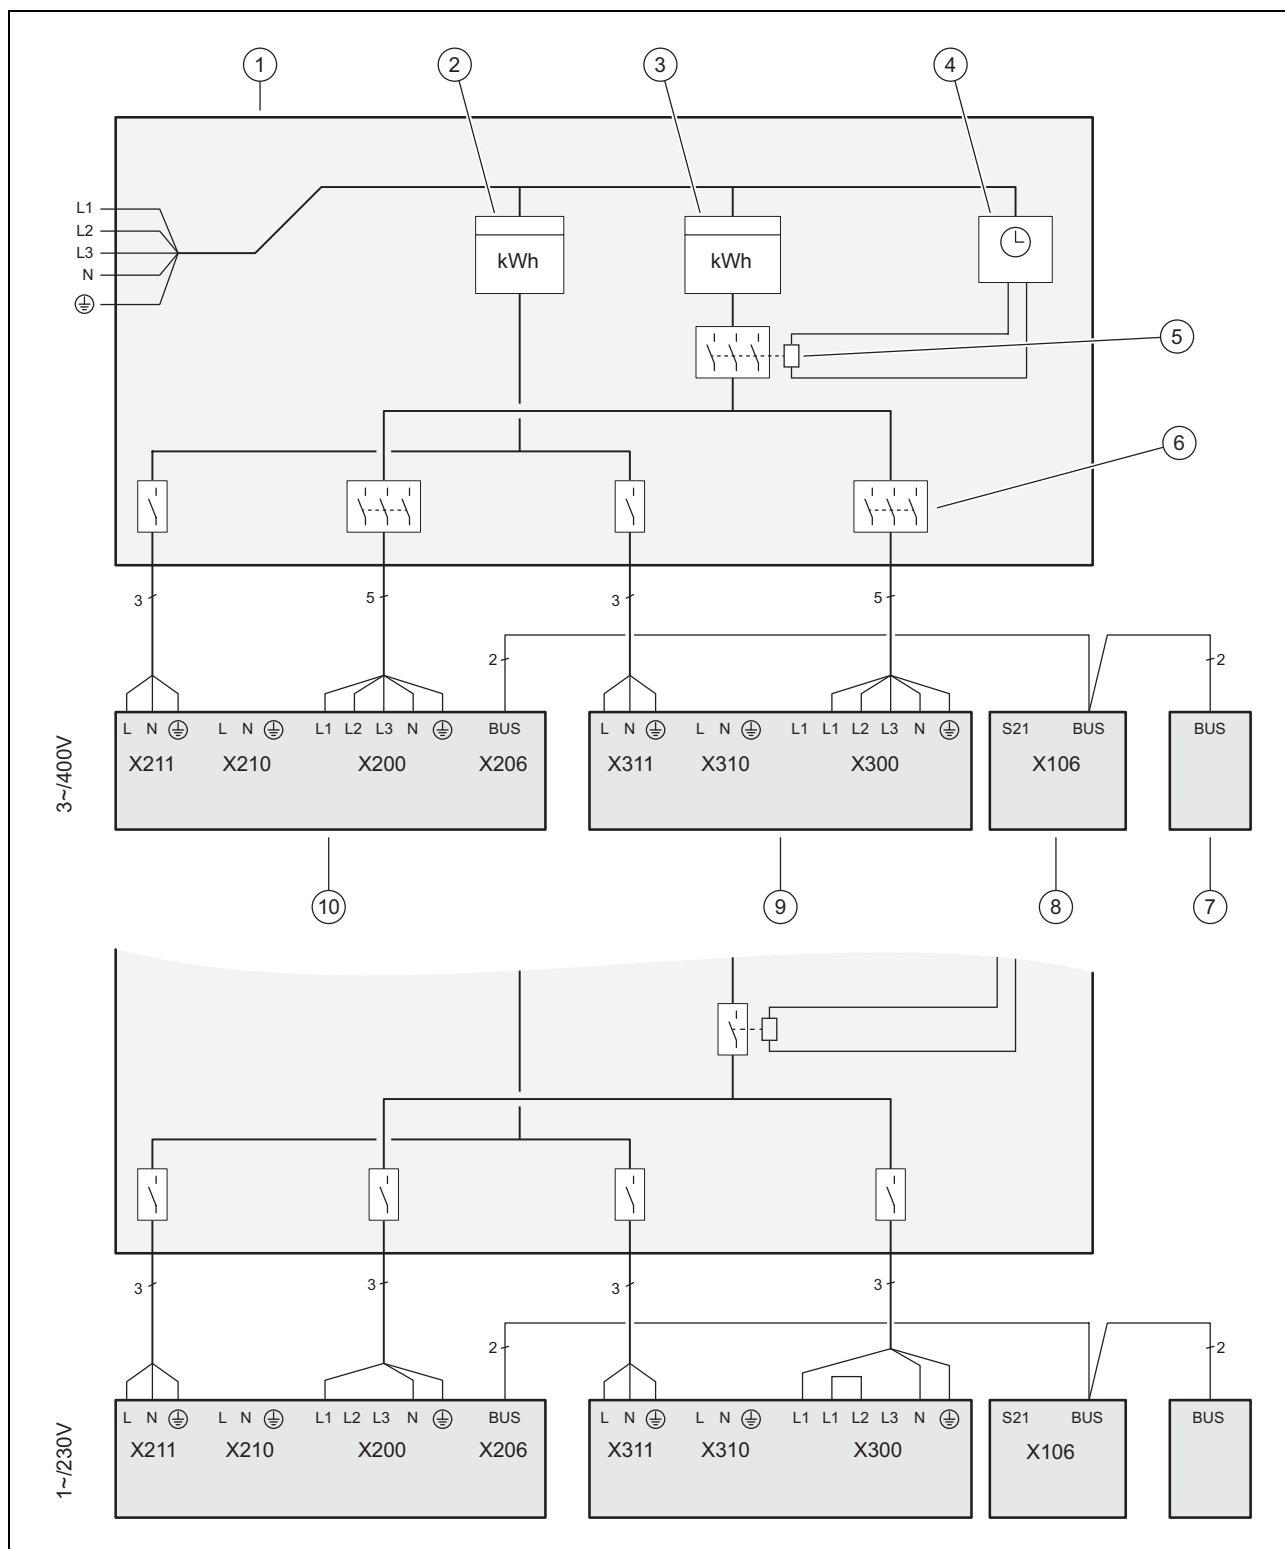 1 2 3 4
L1
L2
L3
N
kWh kWh
5
6
3 5 3 5
2 2
3~/400V
L N L N L1 L2 L3 N BUS L N L N L1 L1 L2 L3 N S21 BUS BUS
X211 X210 X200 X206 X311 X310 X300 X106
10 9 8 7
3 3 3 3
2 2
1~/230V
L N L N L1 L2 L3 N BUS L N L N L1 L1 L2 L3 N S21 BUS BUS
X211 X210 X200 X206 X311 X310 X300 X106